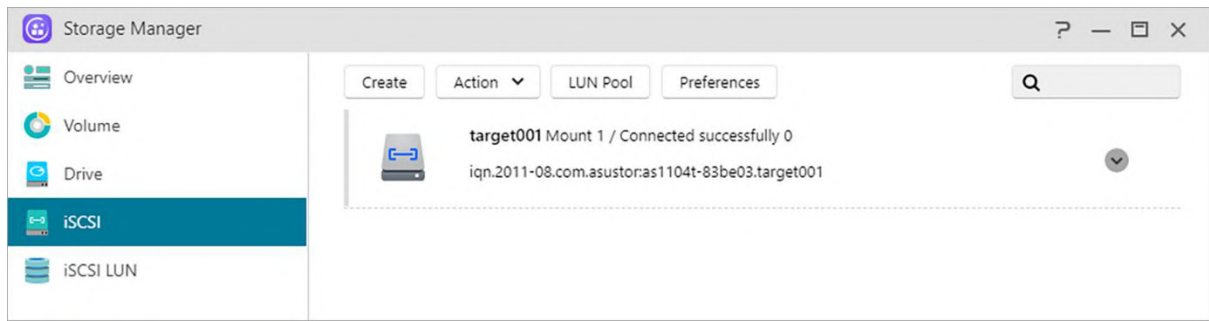 Storage Manager
Overview
Volume
Drive
iSCSI
iSCSI LUN
Create
Action
LUN Pool
Preferences
target001 Mount 1 / Connected successfully 0
iqn.2011-08.com.asustor:as1104t-83be03.target001